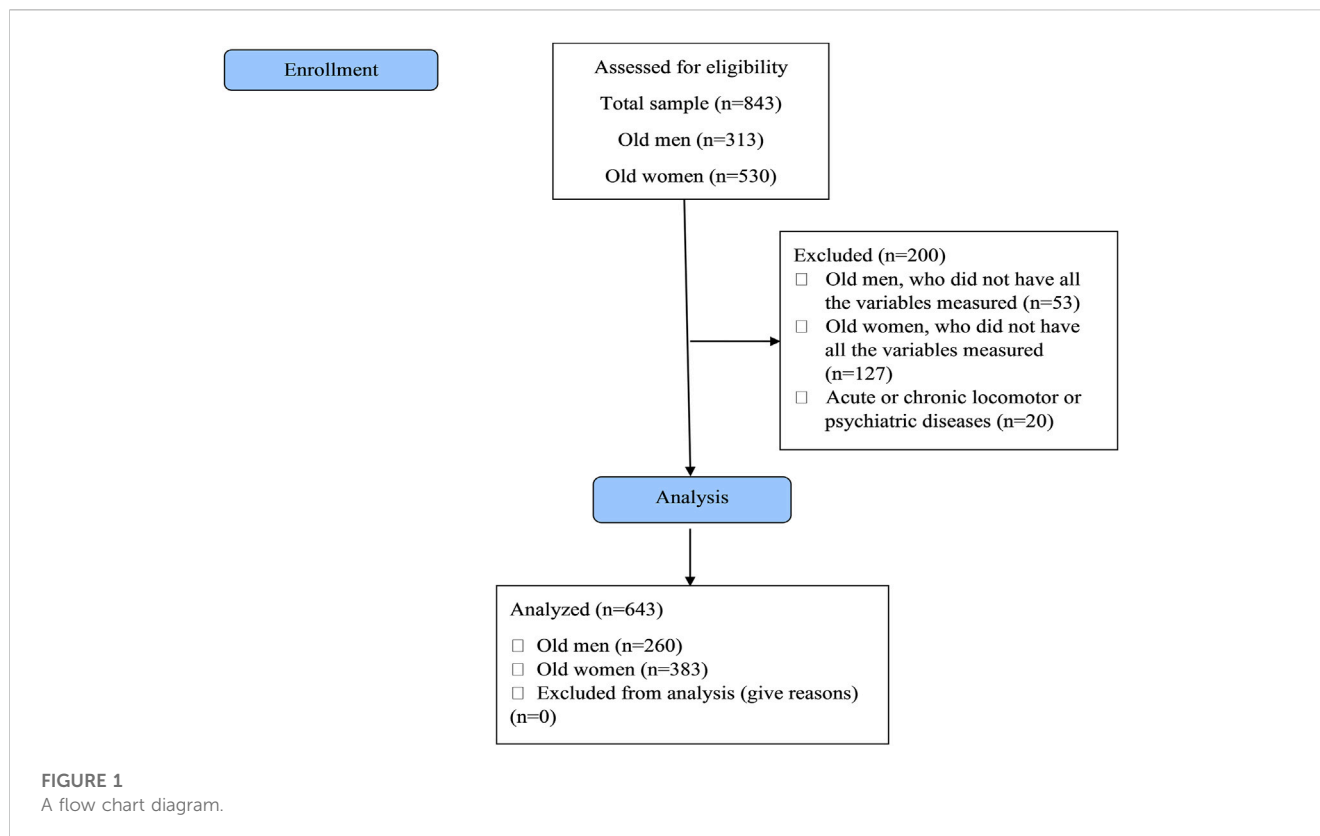 Enrollment
Assessed for eligibility
Total sample (n=843)
Old men (n=313)
Old women (n=530)
Excluded (n=200)
□ Old men, who did not have all
the variables measured (n=53)
□ Old women, who did not have
all the variables measured
(n=127)
□ Acute or chronic locomotor or
psychiatric diseases (n=20)
Analysis
Analyzed (n=643)
□ Old men (n=260)
□ Old women (n=383)
□ Excluded from analysis (give reasons)
(n=0)
FIGURE 1
A flow chart diagram.